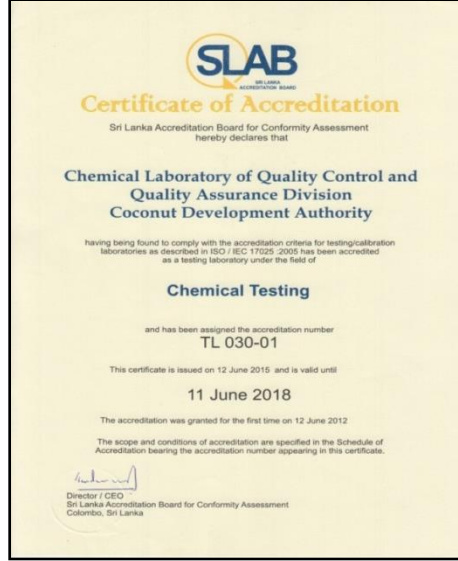 SLAB
SRI LANKA
ACCREDITATION BOARD
Certificate of Accreditation
Sri Lanka Accreditation Board for Conformity Assessment
hereby declares that
Chemical Laboratory of Quality Control and
Quality Assurance Division
Coconut Development Authority
having being found to comply with the accreditation criteria for testing/calibration
laboratories as described in ISO / IEC 17025 :2005 has been accredited
as a testing laboratory under the field of
Chemical Testing
and has been assigned the accreditation number
TL 030-01
This certificate is issued on 12 June 2015 and is valid until
11 June 2018
The accreditation was granted for the first time on 12 June 2012
The scope and conditions of accreditation are specified in the Schedule of
Accreditation bearing the accreditation number appearing in this certificate.
Director / CEO
Sri Lanka Accreditation Board for Conformity Assessment
Colombo, Sri Lanka